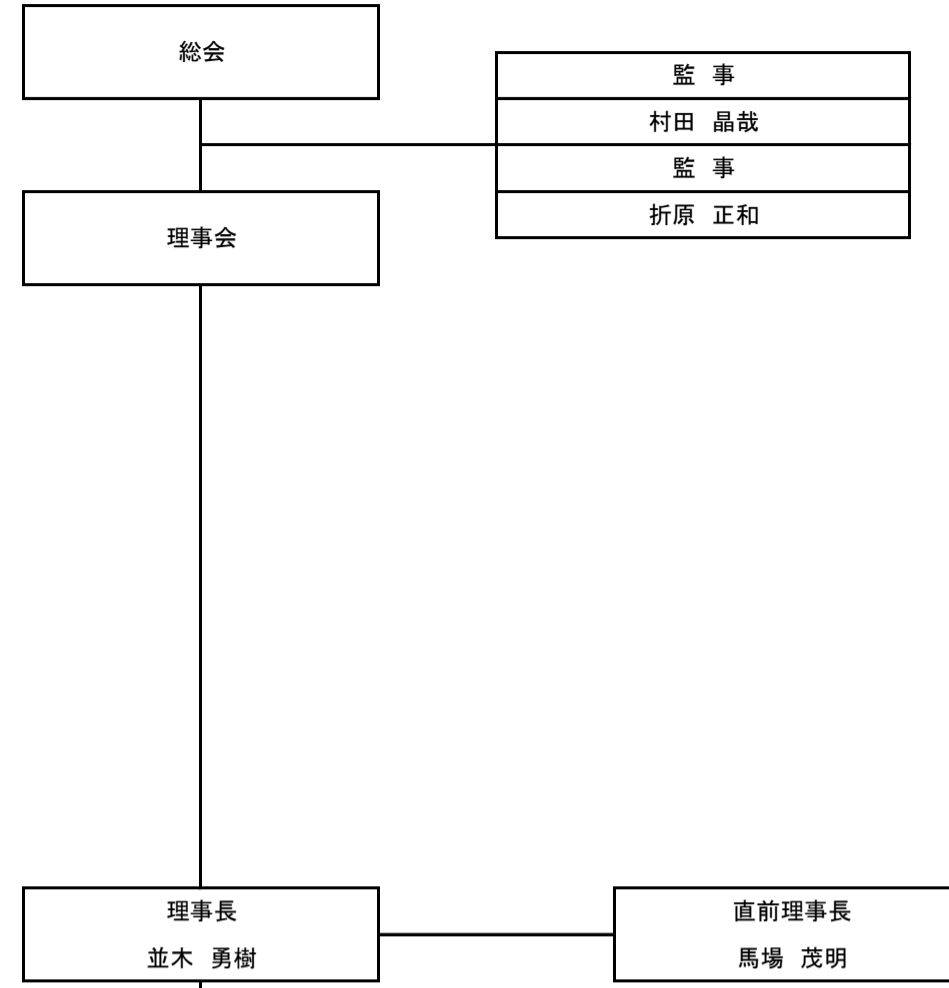 総会
監 事
村田 晶哉
監 事
折原 正和
理事会
理事長
並木 勇樹
直前理事長
馬場 茂明